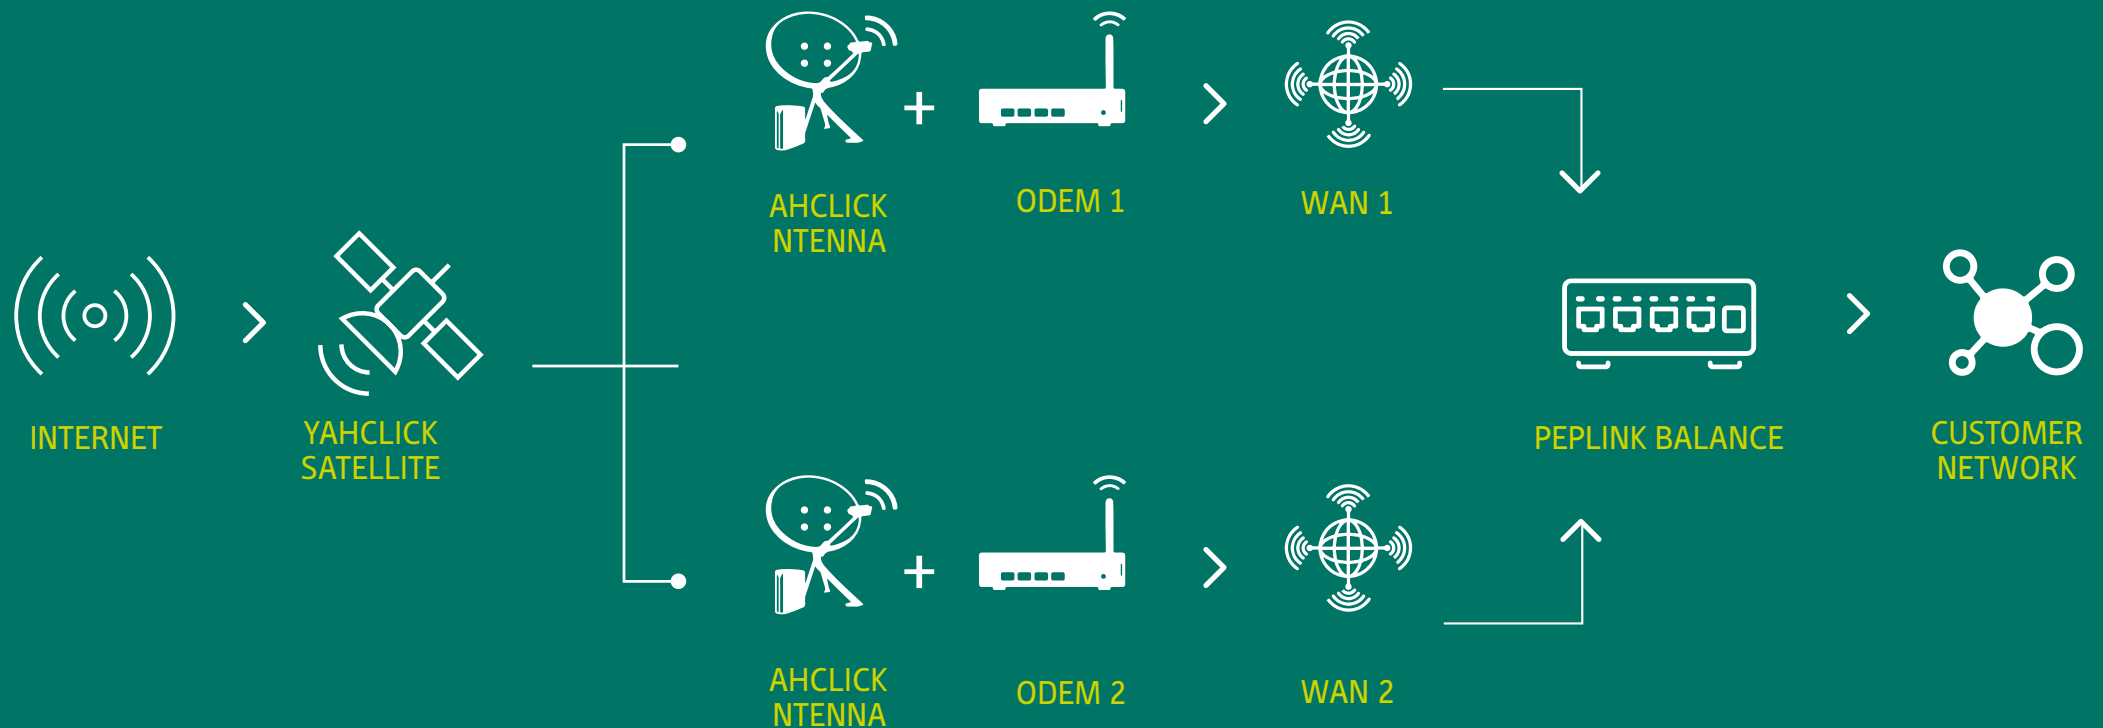 AHCLICK
NTENNA
ODEM 1
WAN 1
INTERNET
YAHCLICK
SATELLITE
PEPLINK BALANCE
CUSTOMER
NETWORK
AHCLICK
NTENNA
ODEM 2
WAN 2